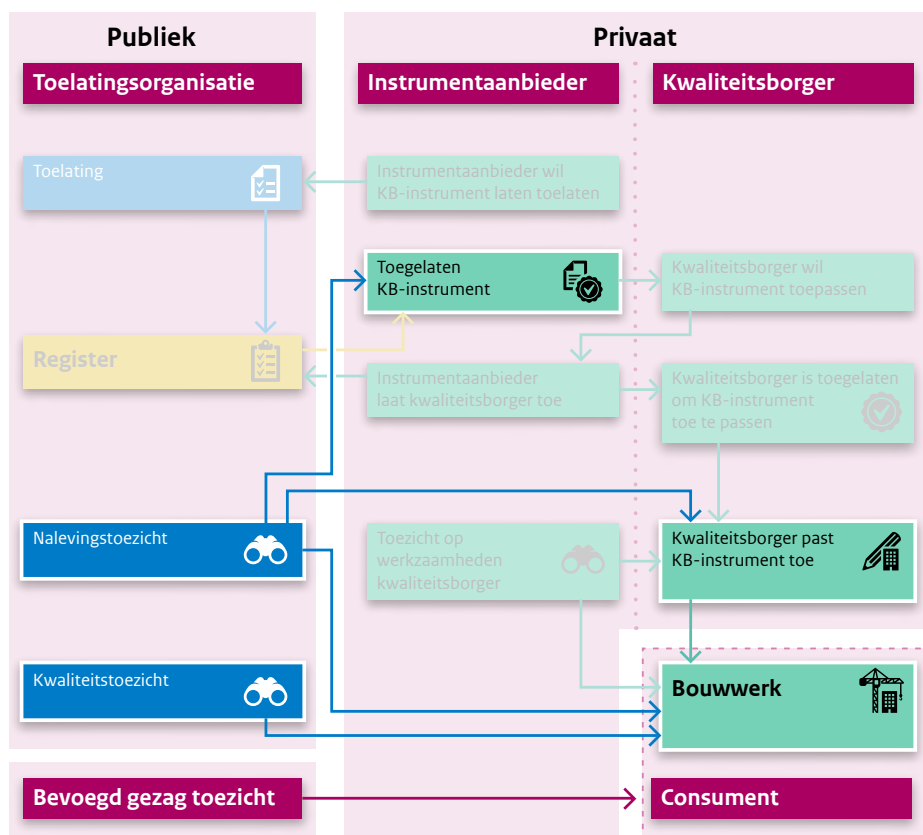 Publiek
Privaat
Toelatingsorganisatie
Instrumentaanbieder
Kwaliteitsborger
Toelating
Instrumentaanbieder wil
KB-instrument laten toelaten
Toegelaten
KB-instrument
Kwaliteitsborger wil
KB-instrument toepassen
Register
Instrumentaanbieder
laat kwaliteitsborger toe
Kwaliteitsborger is toegelaten
om KB-instrument
toe te passen
Nalevingstoezicht
Toezicht op
werkzaamheden
kwaliteitsborger
Kwaliteitsborger past
KB-instrument toe
Kwaliteitstoezicht
Bouwwerk
Bevoegd gezag toezicht
Consument